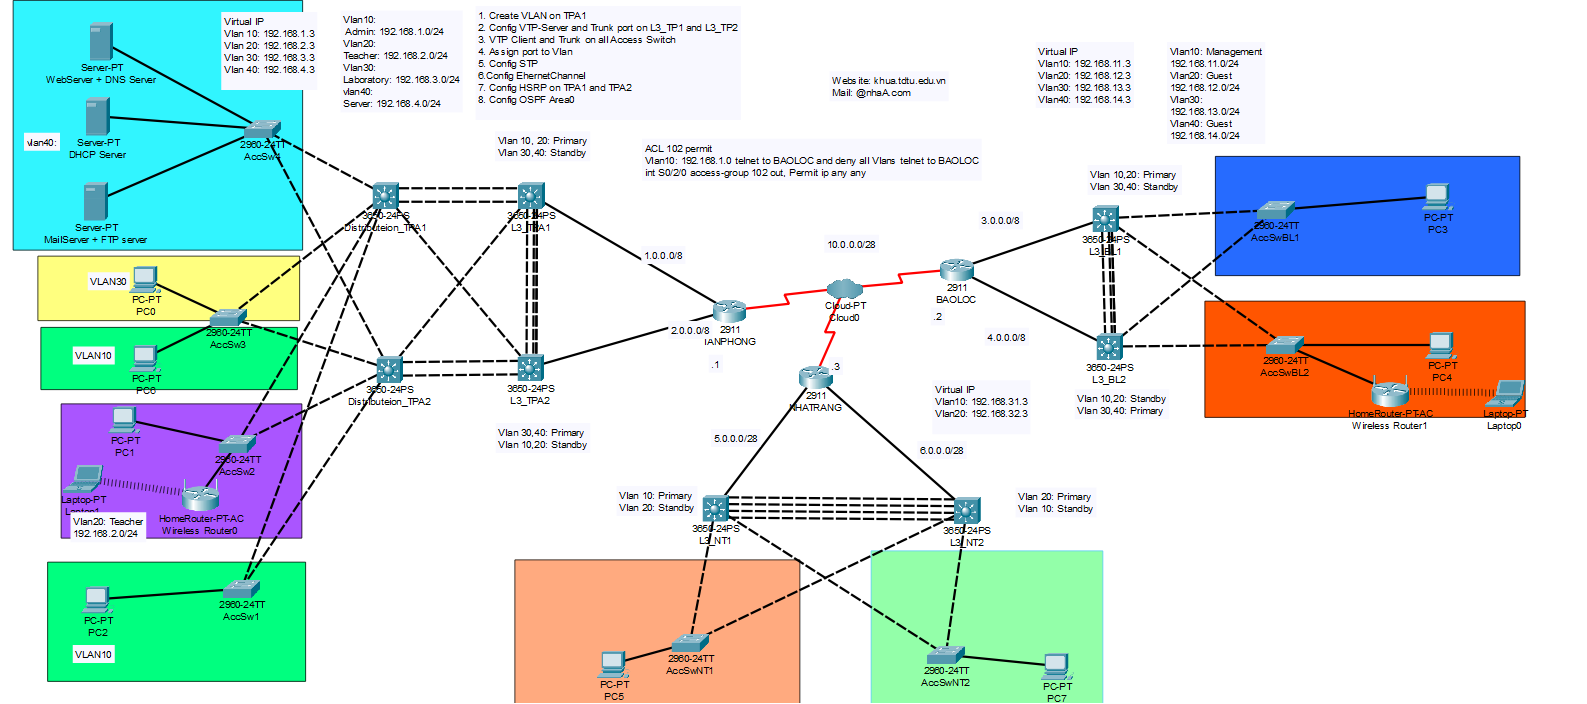 Virtual IP
Vlan 10: 192.168.1.3
Vlan 20: 192.168.2.3
Vlan 30: 192.168.3.3
Vlan 40: 192.168.4.3
Vlan10:
Admin: 192.168.1.0/24
Vlan20:
Teacher: 192.168.2.0/24
Vlan30:
Laboratory: 192.168.3.0/24
vlan40:
Server: 192.168.4.0/24
1. Create VLAN on TPA1
2. Config VTP-Server and Trunk port on L3_TP1 and L3_TP2
3. VTP Client and Trunk on all Access Switch
4. Assign port to Vlan
5. Config STP
6.Config EhernetChannel
7. Config HSRP on TPA1 and TPA2
8. Config OSPF Area0
Website: khua.tdtu.edu.vn
Mail: @nhaA.com
Virtual IP
Vlan10: 192.168.11.3
Vlan20: 192.168.12.3
Vlan30: 192.168.13.3
Vlan40: 192.168.14.3
Vlan10: Management
192.168.11.0/24
Vlan20: Guest
192.168.12.0/24
Vlan30:
192.168.13.0/24
Vlan40: Guest
192.168.14.0/24
Server-PT
WebServer + DNS Server
vlan40:
Server-PT
DHCP Server
Server-PT
MailServer + FTP server
2960-24TT
AccSw4
Vlan 10, 20: Primary
Vlan 30,40: Standby
ACL 102 permit
Vlan10: 192.168.1.0 telnet to BAOLOC and deny all Vlans telnet to BAOLOC
int S0/2/0 access-group 102 out, Permit ip any any
3650-24PS
Distributeion_TPA1
3650-24PS
L3_TPA1
1.0.0.0/8
10.0.0.0/28
3.0.0.0/8
Vlan 10,20: Primary
Vlan 30,40: Standby
3650-24PS
L3_BL1
2960-24TT
AccSwBL1
PC-PT
PC3
VLAN30
PC-PT
PC0
2960-24TT
AccSw3
VLAN10
PC-PT
2911
2.0.0.0/8
.1
Cloud-PT
Cloud0
2911
BAOLOC
.2
4.0.0.0/8
3650-24PS
L3_BL2
Vlan 10,20: Standby
Vlan 30,40: Primary
2960-24TT
AccSwBL2
PC-PT
PC4
HomeRouter-PT-AC
Wireless Router1
Laptop-PT
Laptop0
3650-24PS
Distributeion_TPA2
3650-24PS
L3_TPA2
.3
2911
NHATRANG
Virtual IP
Vlan10: 192.168.31.3
Vlan20: 192.168.32.3
PC-PT
PC1
2960-24TT
AccSw2
Laptop-PT
HomeRouter-PT-AC
Wireless Router0
Vlan20: Teacher
192.168.2.0/24
Vlan 30,40: Primary
Vlan 10,20: Standby
5.0.0.0/28
6.0.0.0/28
Vlan 10: Primary
Vlan 20: Standby
3650-24PS
L3_NT1
3650-24PS
L3_NT2
Vlan 20: Primary
Vlan 10: Standby
PC-PT
PC2
2960-24TT
AccSw1
VLAN10
PC-PT
PC5
2960-24TT
AccSwNT1
2960-24TT
AccSwNT2
PC-PT
PC7